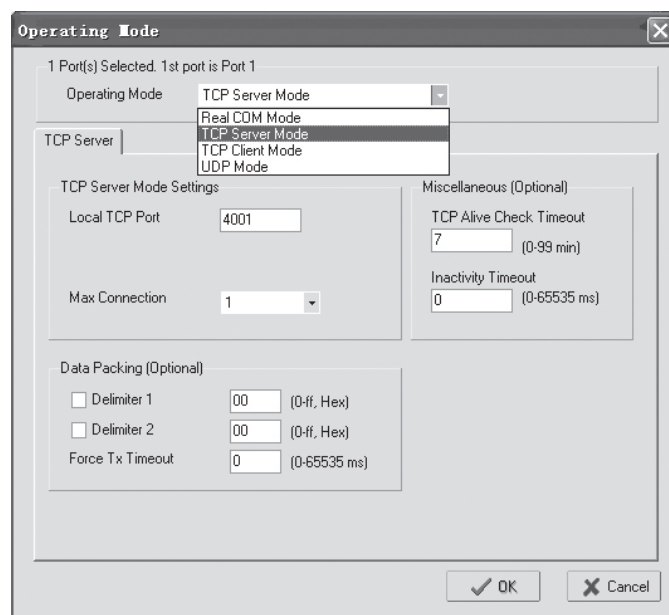 Operating Mode
1 Port(s) Selected. 1st port is Port 1
Operating Mode TCP Server Mode
Real COM Mode
TCP Server Mode
TCP Client Mode
UDP Mode
TCP Server
TCP Server Mode Settings
Local TCP Port 4001
Max Connection 1
Miscellaneous (Optional)
TCP Alive Check Timeout
7 (0-99 min)
Inactivity Timeout
0 (0-65535 ms)
Data Packing (Optional)
Delimiter 1 00 (0-ff, Hex)
Delimiter 2 00 (0-ff, Hex)
Force Tx Timeout 0 (0-65535 ms)
OK Cancel